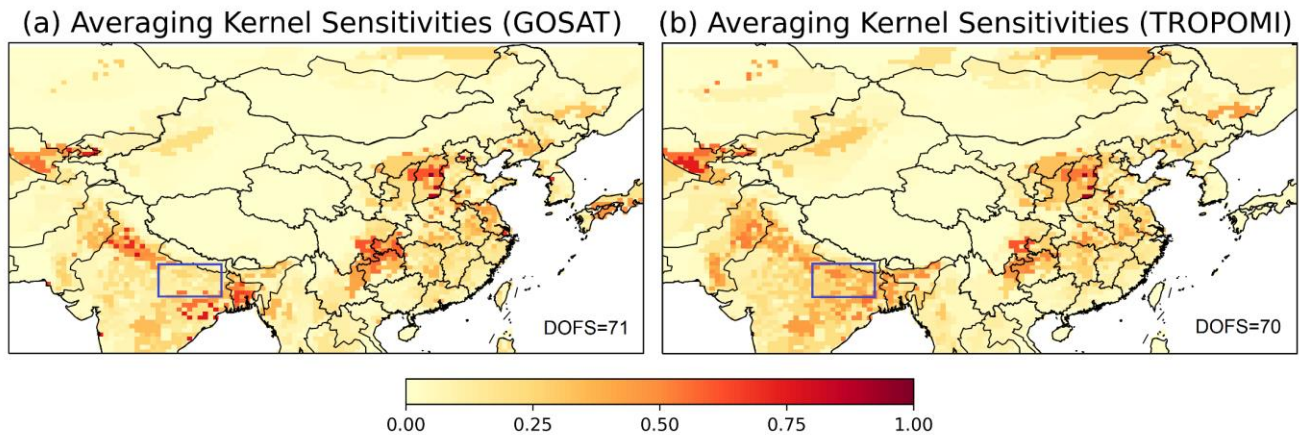 (a) Averaging Kernel Sensitivities (GOSAT)
(b) Averaging Kernel Sensitivities (TROPOMI)
DOFS=71
DOFS=70
0.00 0.25 0.50 0.75 1.00